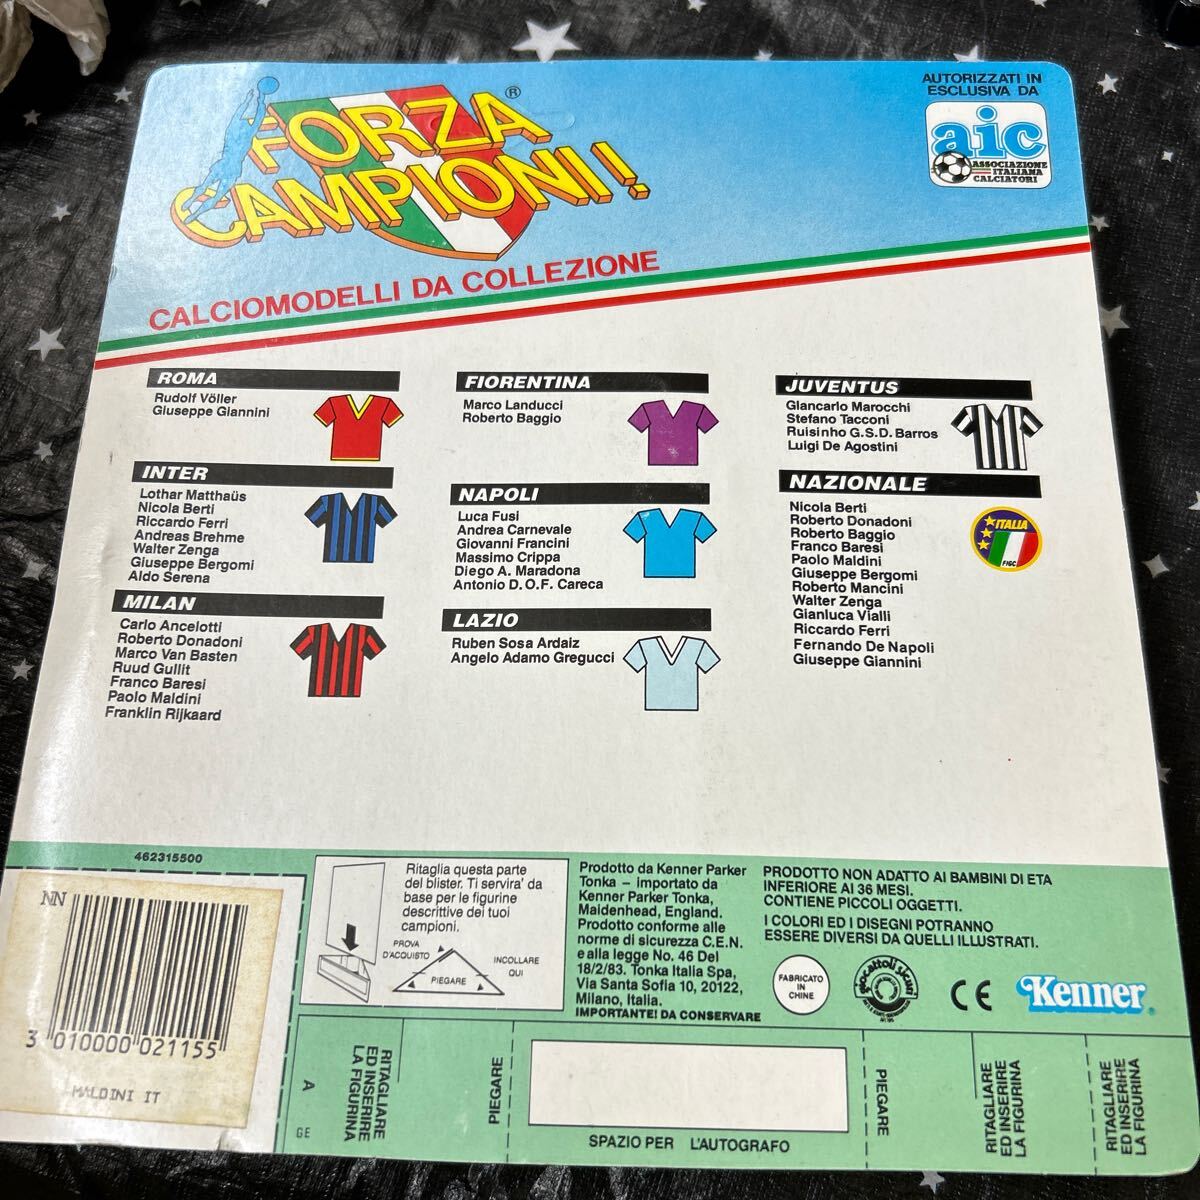 FORZA
CAMPIONI!
®
AUTORIZZATI IN
ESCLUSIVA DA
aic
ASSOCIAZIONE
ITALIANA
CALCIATORI
CALCIOMODELLI DA COLLEZIONE
ROMA
Rudolf Völler
Giuseppe Giannini
INTER
Lothar Matthaüs
Nicola Berti
Riccardo Ferri
Andreas Brehme
Walter Zenga
Giuseppe Bergomi
Aldo Serena
MILAN
Carlo Ancelotti
Roberto Donadoni
Marco Van Basten
Ruud Gullit
Franco Baresi
Paolo Maldini
Franklin Rijkaard
FIORENTINA
Marco Landucci
Roberto Baggio
NAPOLI
Luca Fusi
Andrea Carnevale
Giovanni Francini
Massimo Crippa
Diego A. Maradona
Antonio D.O.F. Careca
LAZIO
Ruben Sosa Ardaiz
Angelo Adamo Gregucci
JUVENTUS
Giancarlo Marocchi
Stefano Tacconi
Ruisinho G.S.D. Barros
Luigi De Agostini
NAZIONALE
Nicola Berti
Roberto Donadoni
Roberto Baggio
Franco Baresi
Paolo Maldini
Giuseppe Bergomi
Roberto Mancini
Walter Zenga
Gianluca Vialli
Riccardo Ferri
Fernando De Napoli
Giuseppe Giannini
ITALIA
FIGC
462315500
NN
3 010000 021155
MALDINI IT
Ritaglia questa parte
del blister. Ti servira' da
base per le figurine
descrittive dei tuoi
campioni.
PROVA
D'ACQUISTO
PIEGARE
INCOLLARE
QUI
Prodotto da Kenner Parker
Tonka – importato da
Kenner Parker Tonka,
Maidenhead, England.
Prodotto conforme alle
norme di sicurezza C.E.N.
e alla legge No. 46 Del
18/2/83. Tonka Italia Spa,
Via Santa Sofia 10, 20122,
Milano, Italia.
IMPORTANTE! DA CONSERVARE
PRODOTTO NON ADATTO AI BAMBINI DI ETA
INFERIORE AI 36 MESI.
CONTIENE PICCOLI OGGETTI.
I COLORI ED I DISEGNI POTRANNO
ESSERE DIVERSI DA QUELLI ILLUSTRATI.
FABRICATO
IN
CHINE
giocattoli sicuri
CE
Kenner
A
GE
RITAGLIARE
ED INSERIRE
LA FIGURINA
PIEGARE
SPAZIO PER L'AUTOGRAFO
PIEGARE
RITAGLIARE
ED INSERIRE
LA FIGURINA
RITAGLIARE
ED INSERIRE
LA FIGURINA